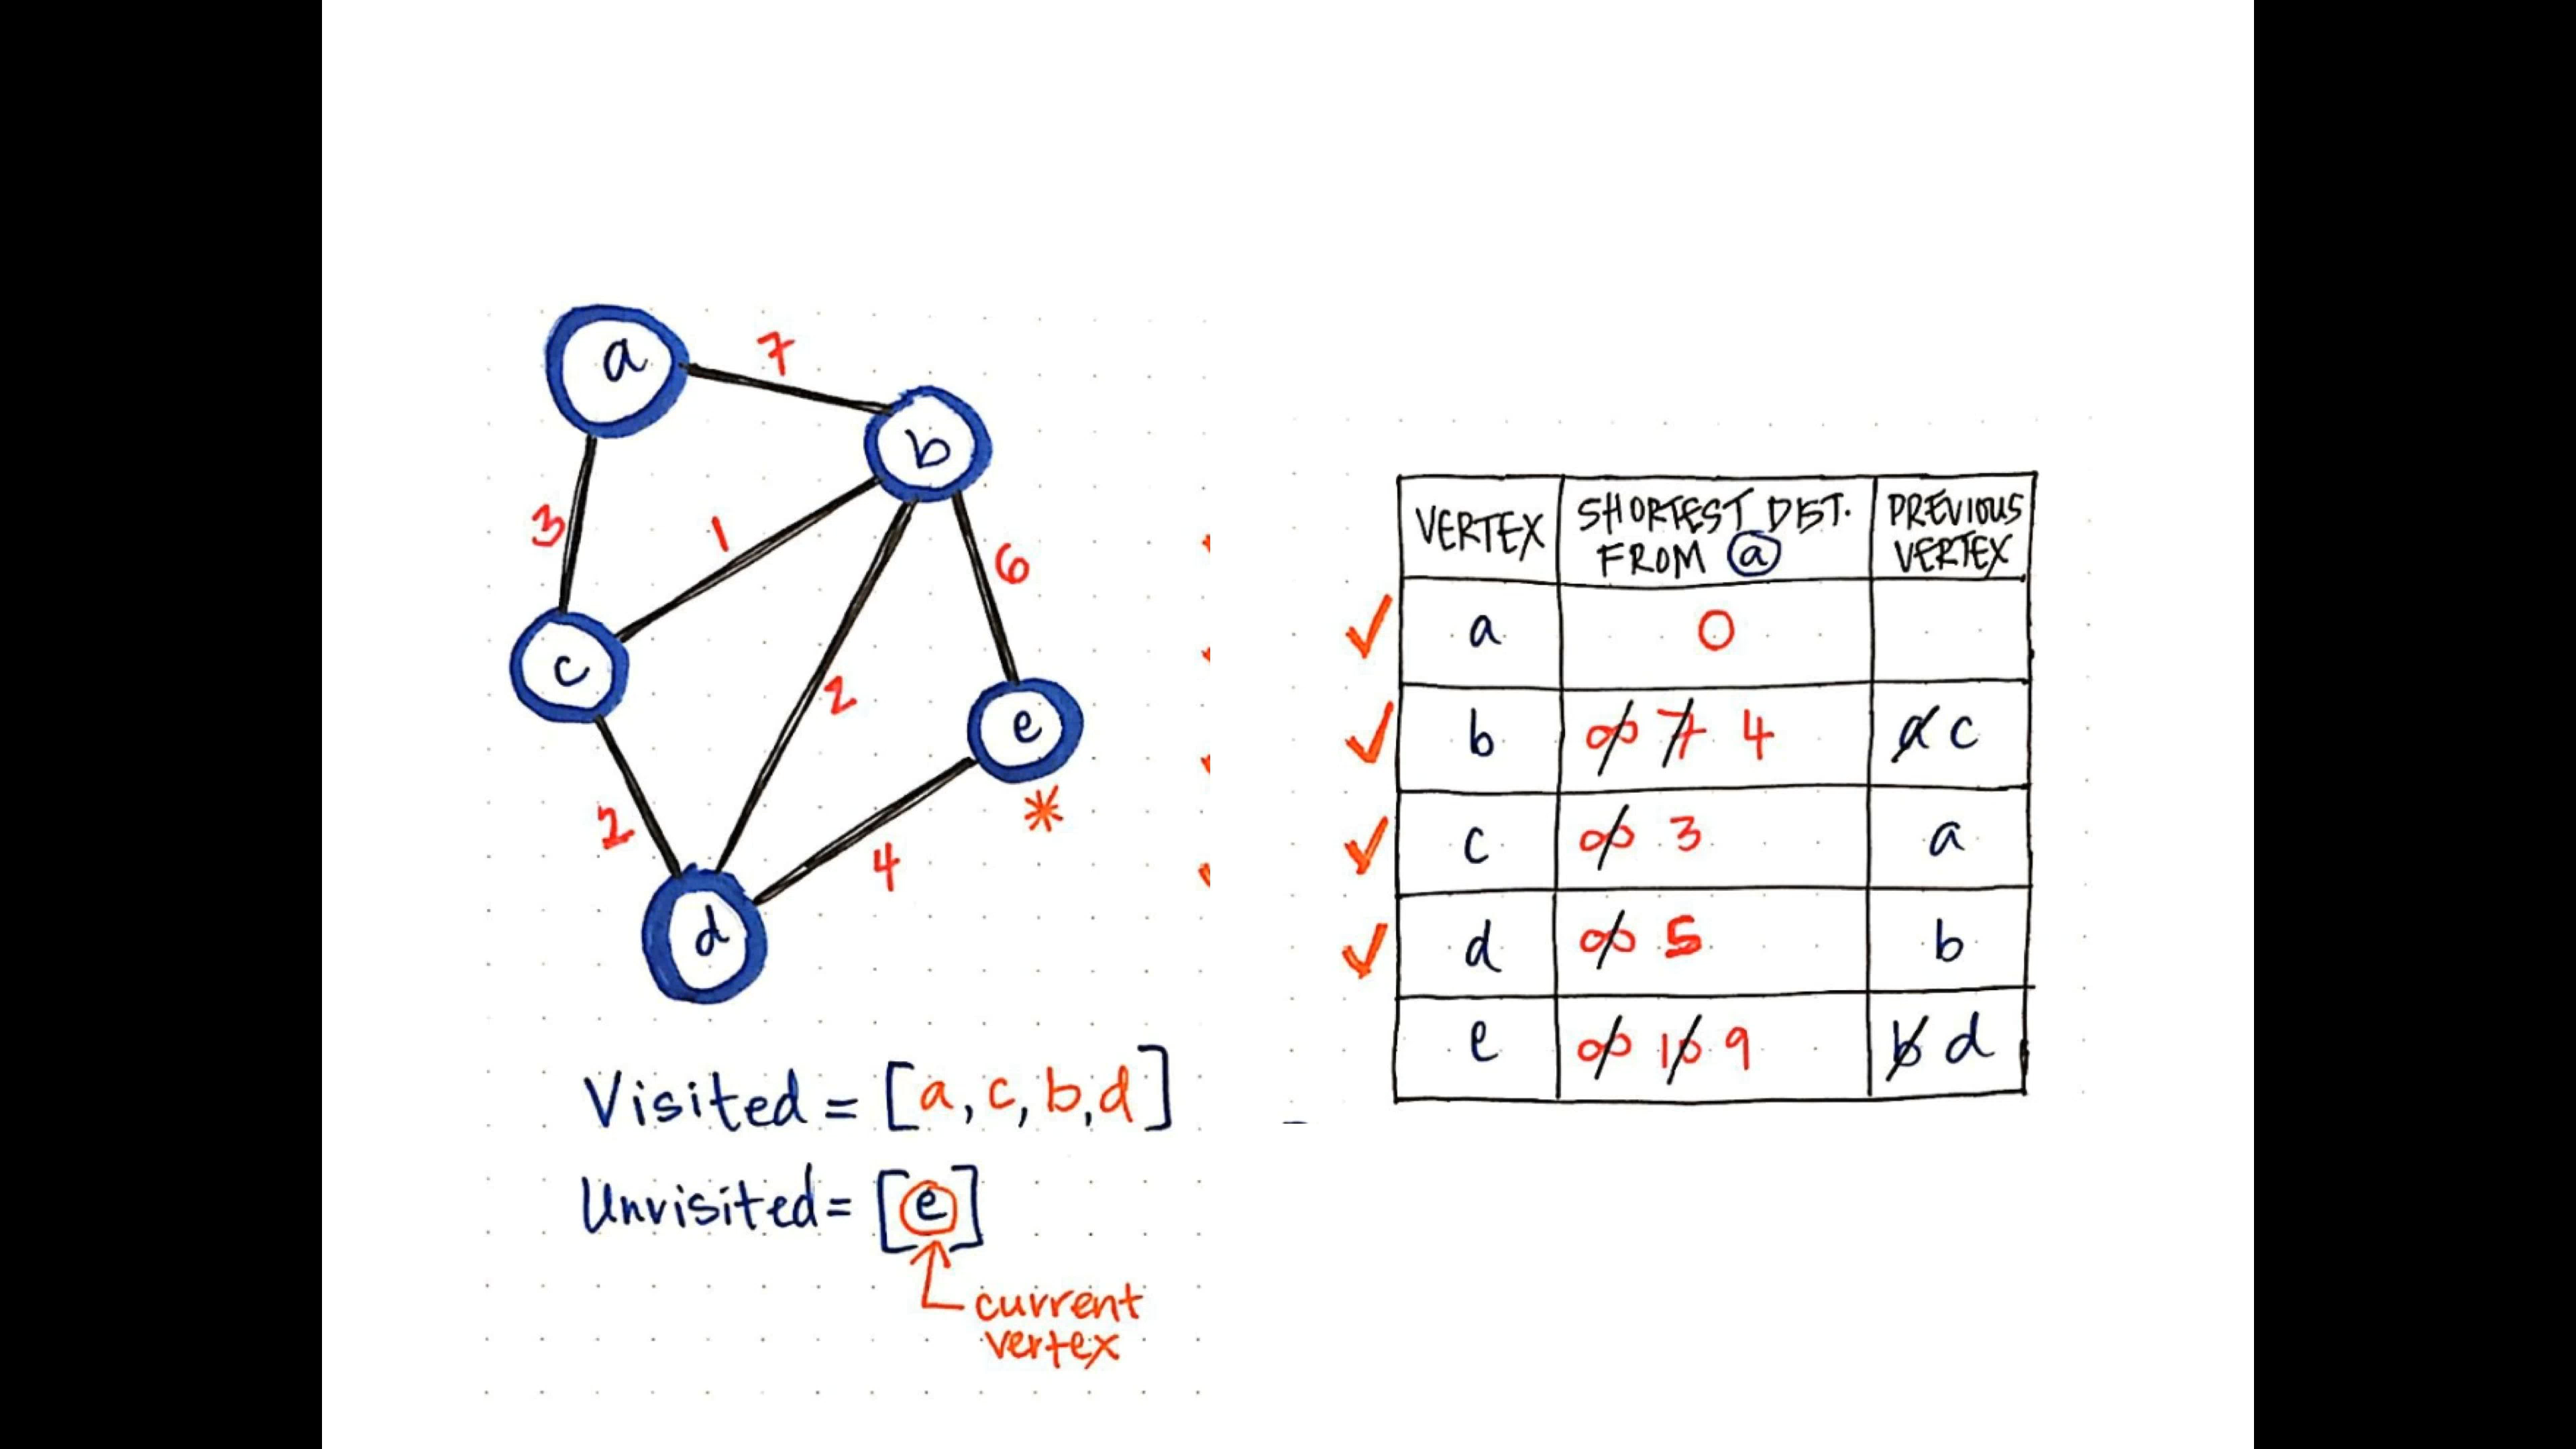 a
7
b
3
1
6
c
2
e
*
2
4
d
Visited = [a, c, b, d]
Unvisited = [e]
current
vertex
VERTEX SHORTEST DIST. FROM a PREVIOUS VERTEX
✓ a 0
✓ b ∞ 7 4 a c
✓ c ∞ 3 a
✓ d ∞ 5 b
e ∞ 10 9 b d